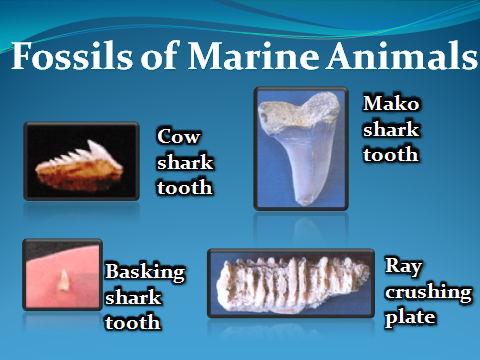 Fossils of Marine Animals
Cow
shark
tooth
Mako
shark
tooth
Basking
shark
tooth
Ray
crushing
plate